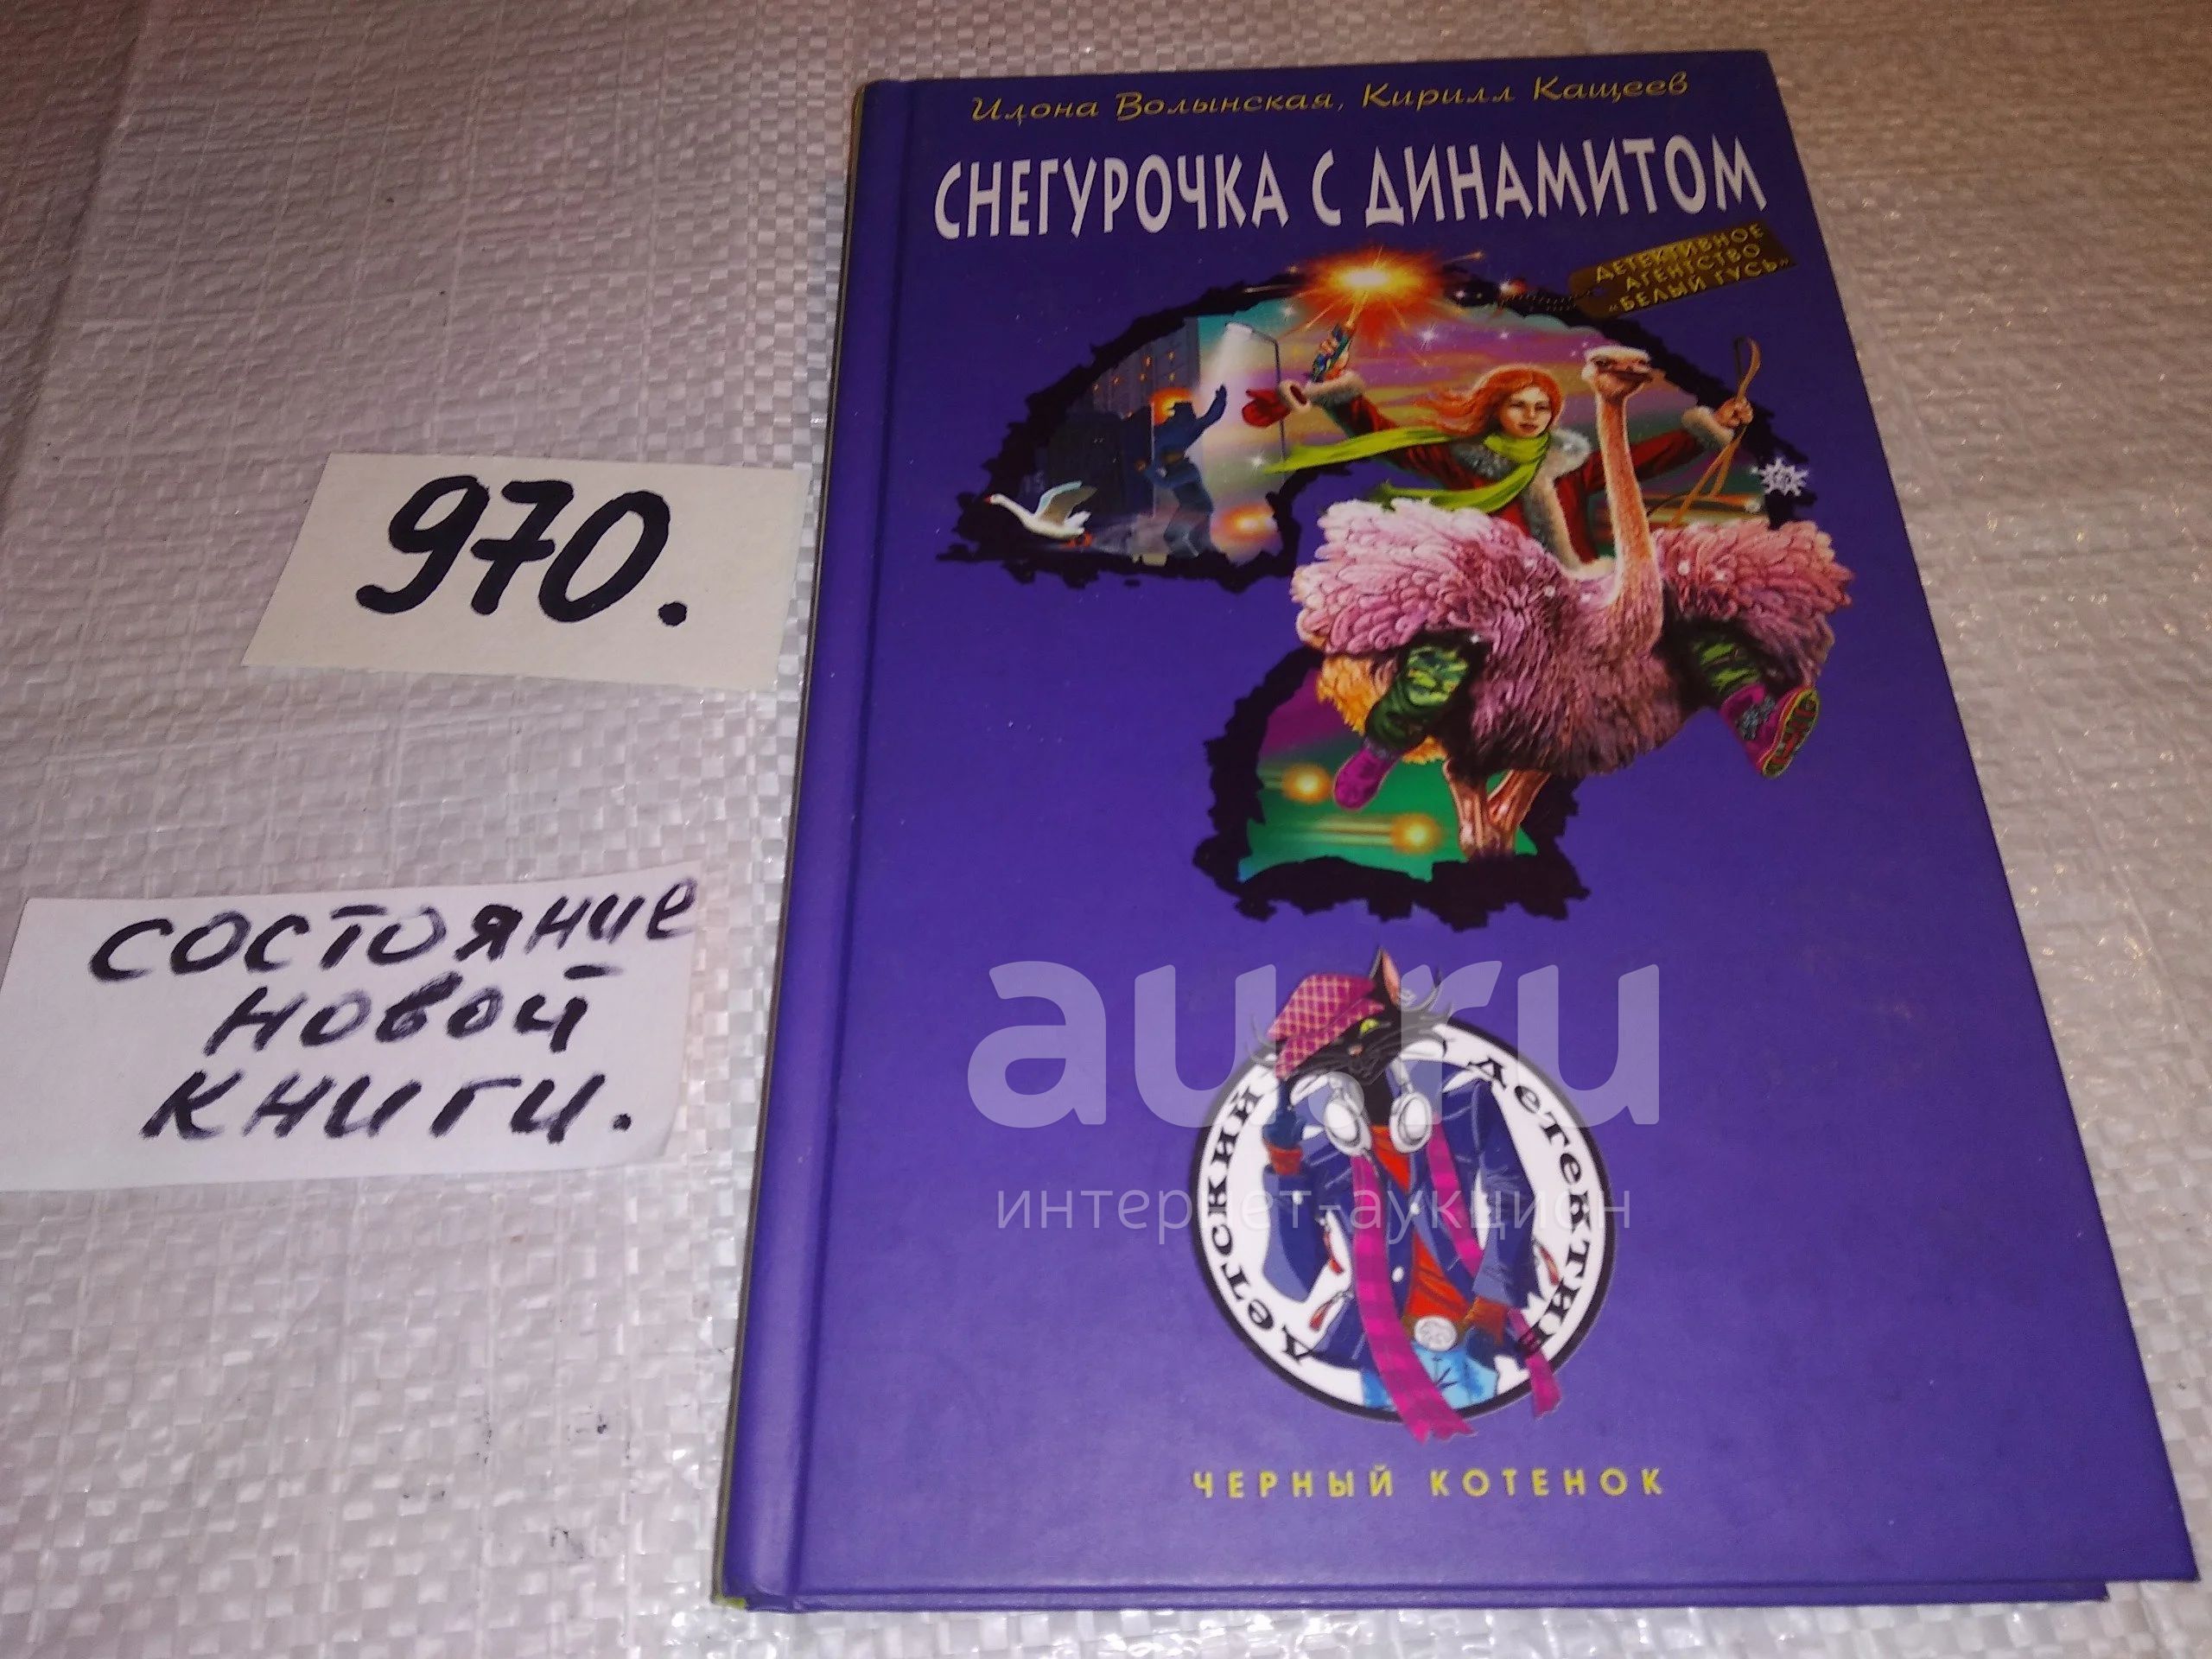 Илона Волынская, Кирилл Кащеев
СНЕГУРОЧКА С ДИНАМИТОМ
ДЕТЕКТИВНОЕ
АГЕНТСТВО
«БЕЛЫЙ ГУСЬ»
970.
состояние
новой
книги.
au.ru
интернет-аукцион
Детский детектив
ЧЕРНЫЙ КОТЕНОК